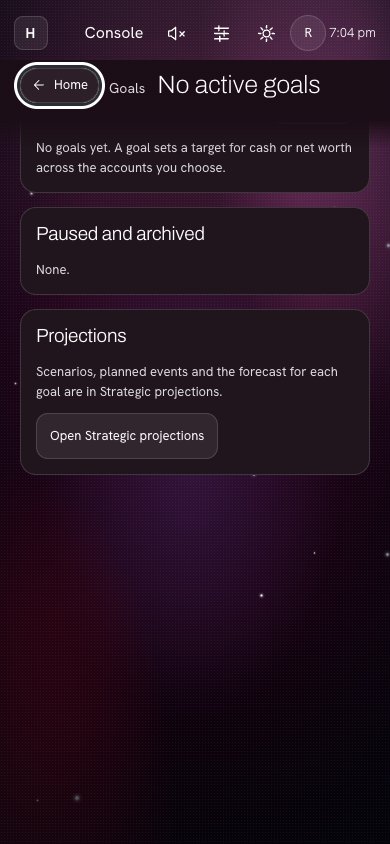 H Console R 7:04 pm
Home Goals No active goals
No goals yet. A goal sets a target for cash or net worth
across the accounts you choose.
Paused and archived
None.
Projections
Scenarios, planned events and the forecast for each
goal are in Strategic projections.
Open Strategic projections